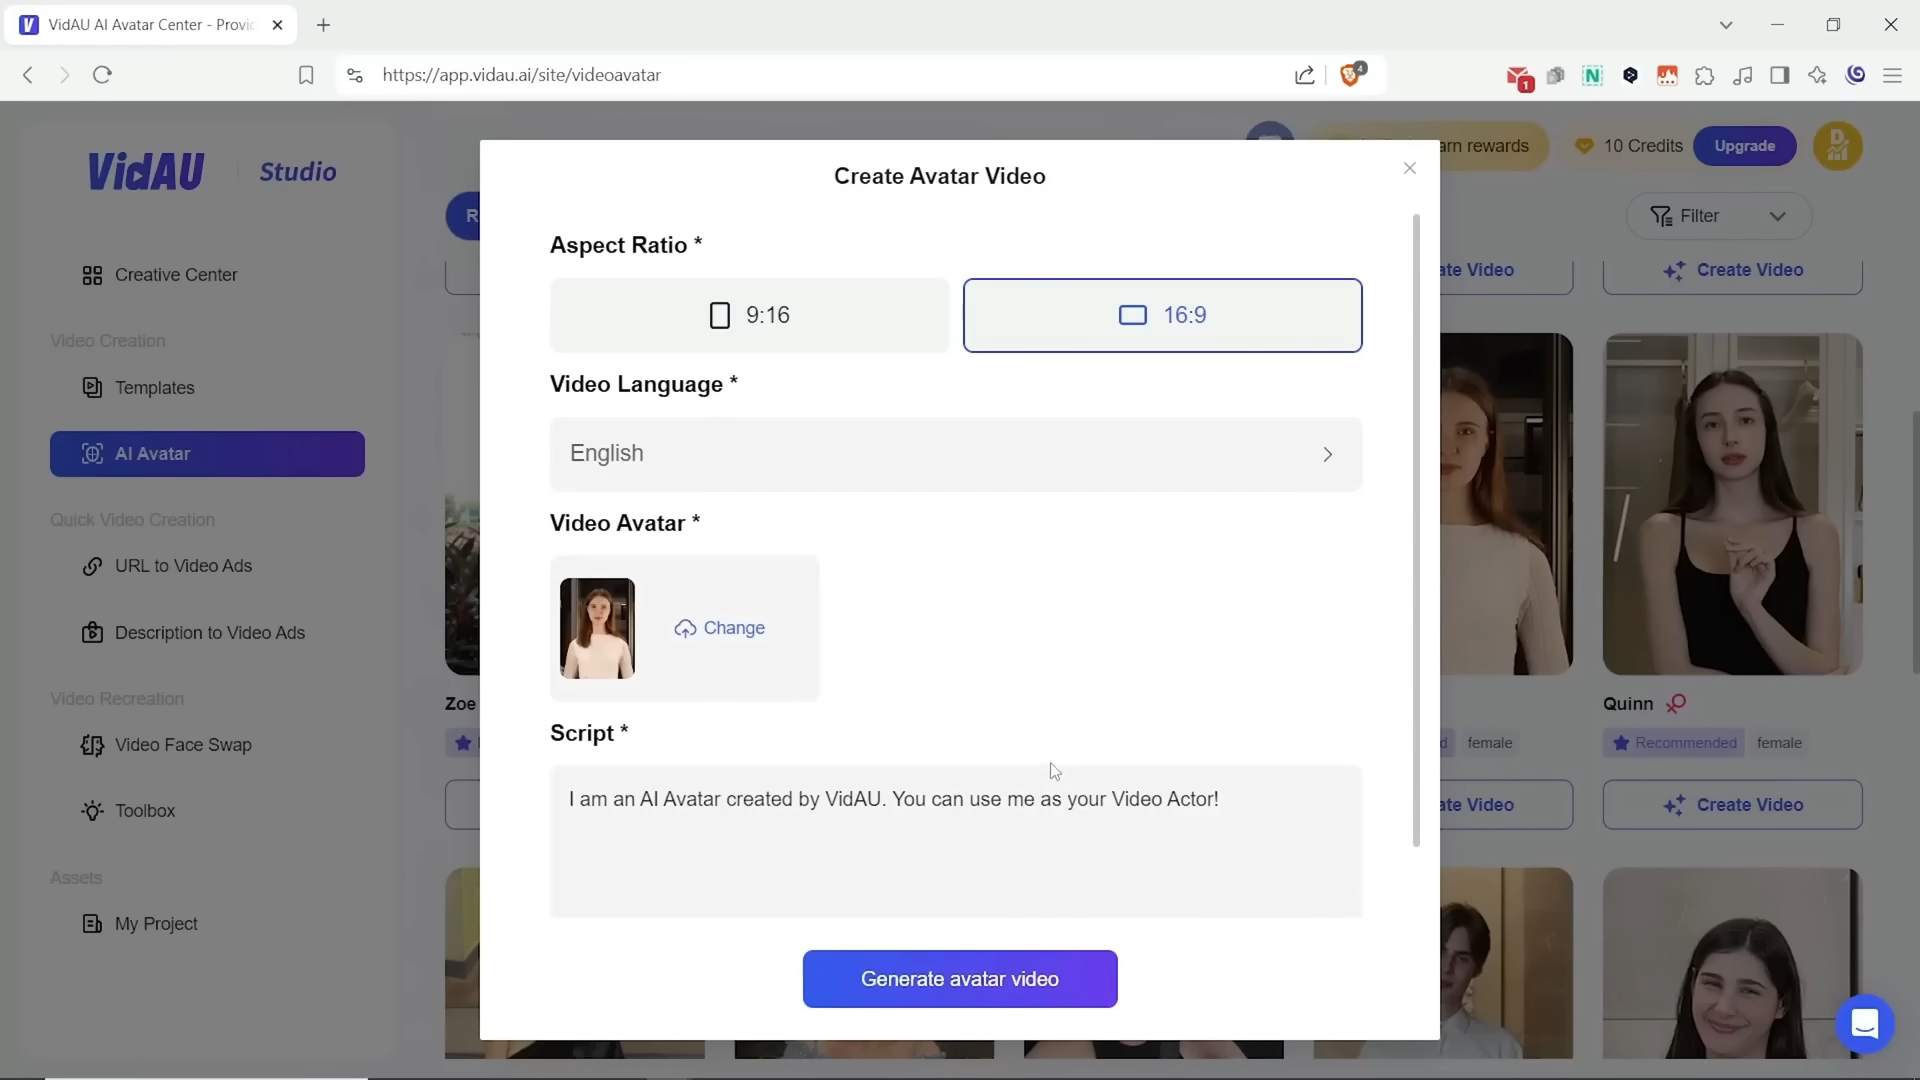 VidAU AI Avatar Center - Provi
https://app.vidau.ai/site/videoavatar
4
1
VidAU Studio
Creative Center
Video Creation
Templates
AI Avatar
Quick Video Creation
URL to Video Ads
Description to Video Ads
Video Recreation
Video Face Swap
Toolbox
Assets
My Project
arn rewards
10 Credits
Upgrade
Filter
ate Video
Create Video
Create Avatar Video
Aspect Ratio *
9:16
16:9
Video Language *
English
Video Avatar *
Change
Script *
I am an AI Avatar created by VidAU. You can use me as your Video Actor!
Generate avatar video
Zoe
Quinn
d
female
Recommended
female
ate Video
Create Video